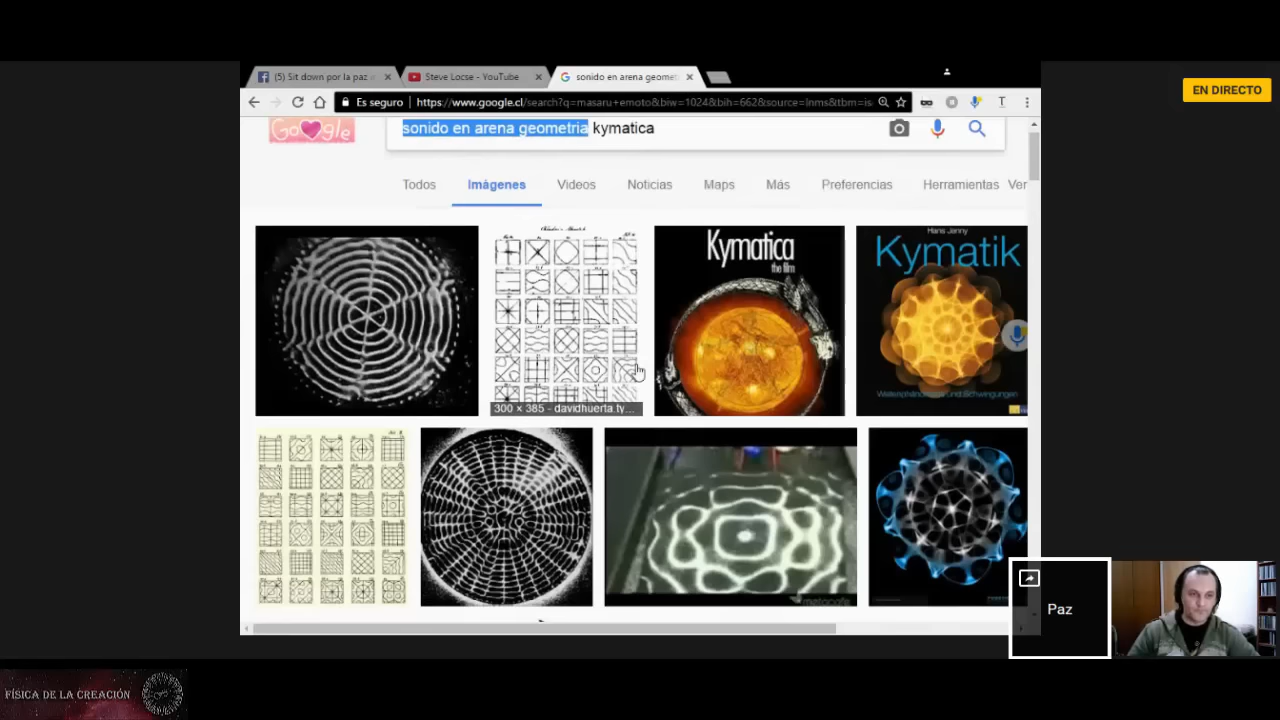 (5) Sit down por la paz
Steve Locse - YouTube
sonido en arena geomet
EN DIRECTO
Es seguro
https://www.google.cl/search?q=masaru+emoto&biw=1024&bih=662&source=lnms&tbm=is
T
Google
sonido en arena geometria kymatica
Todos
Imágenes
Videos
Noticias
Maps
Más
Preferencias
Herramientas
Ver
Kymatica
the film
Hans Jenny
Kymatik
300 × 385 - davidhuerta.ty...
metacafe
Paz
FÍSICA DE LA CREACIÓN